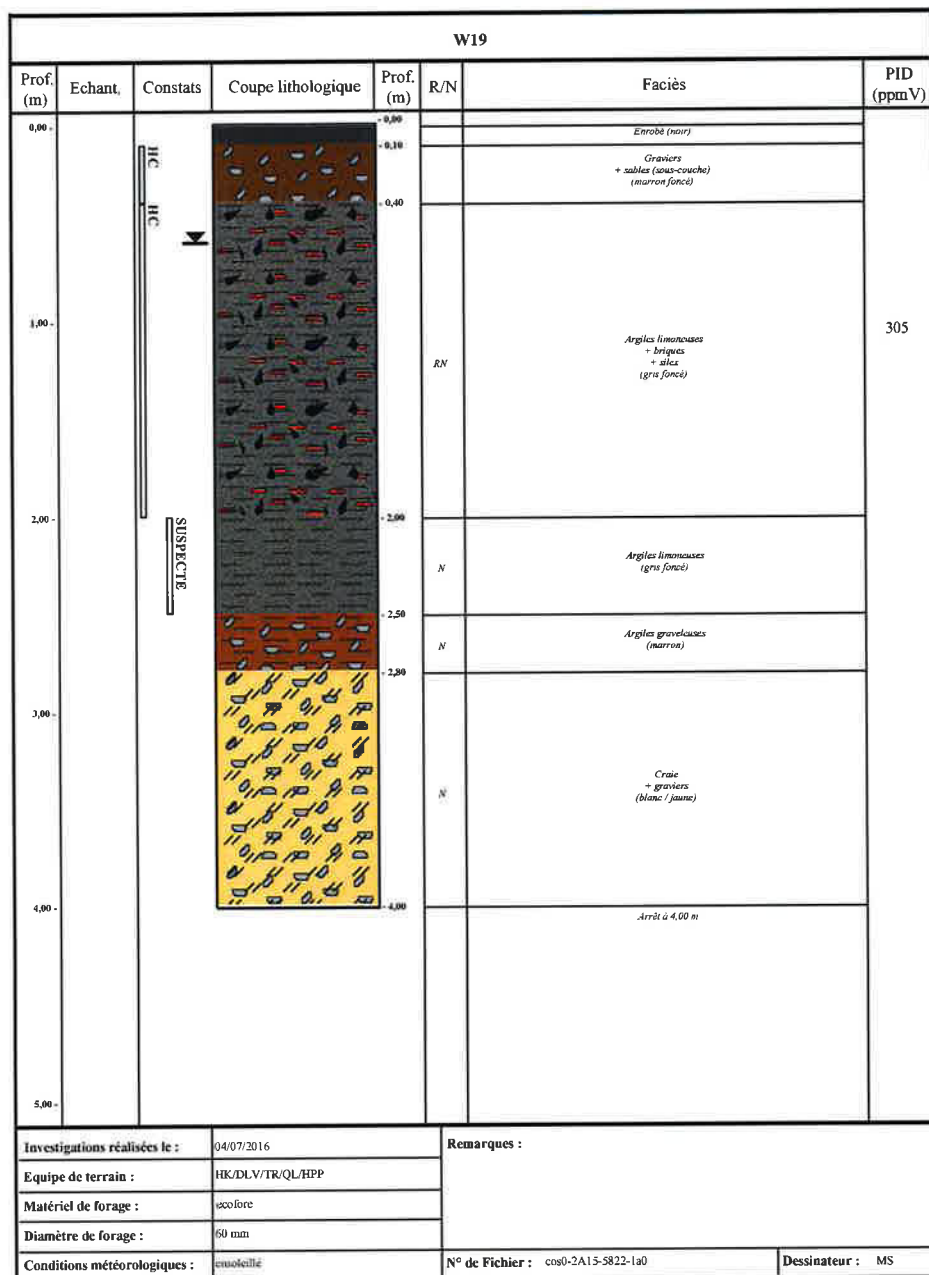 W19
Prof. (m) Echant. Constats Coupe lithologique Prof. (m) R/N Faciès PID (ppmV)
0,00 -
- 0,00
Enrobé (noir)
- 0,10
HC
Graviers
+ sables (sous-couche)
(marron foncé)
- 0,40
HC
1,00 -
305
RN
Argiles limoneuses
+ briques
+ silex
(gris foncé)
2,00 -
- 2,00
SUSPECTE
N
Argiles limoneuses
(gris foncé)
- 2,50
N
Argiles graveleuses
(marron)
- 2,80
3,00 -
N
Craie
+ graviers
(blanc / jaune)
4,00 -
- 4,00
Arrêt à 4,00 m
5,00 -
Investigations réalisées le : 04/07/2016
Remarques :
Equipe de terrain : HK/DLV/TR/QL/HPP
Matériel de forage : ecofore
Diamètre de forage : 60 mm
Conditions météorologiques : ensoleillé
N° de Fichier : cos0-2A15-5822-1a0
Dessinateur : MS